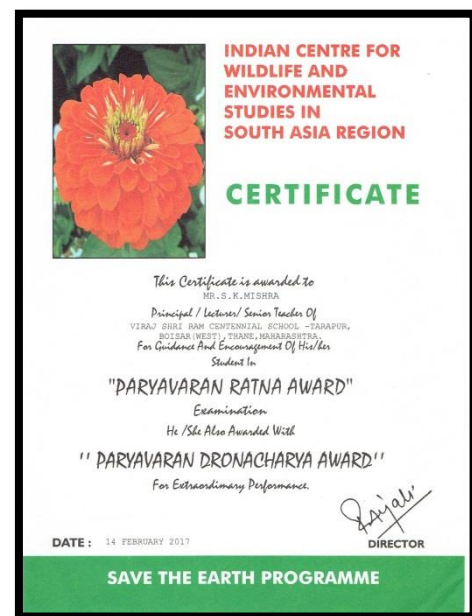 INDIAN CENTRE FOR
WILDLIFE AND
ENVIRONMENTAL
STUDIES IN
SOUTH ASIA REGION
CERTIFICATE
This Certificate is awarded to
MR.S.K.MISHRA
Principal / Lecturer/ Senior Teacher Of
VIRAJ SHRI RAM CENTENNIAL SCHOOL -TARAPUR,
BOISAR(WEST),THANE,MAHARASHTRA.
For Guidance And Encouragement Of His/her
Student In
"PARYAVARAN RATNA AWARD"
Examination
He /She Also Awarded With
'' PARYAVARAN DRONACHARYA AWARD''
For Extraordimary Performance.
DATE : 14 FEBRUARY 2017
DIRECTOR
SAVE THE EARTH PROGRAMME